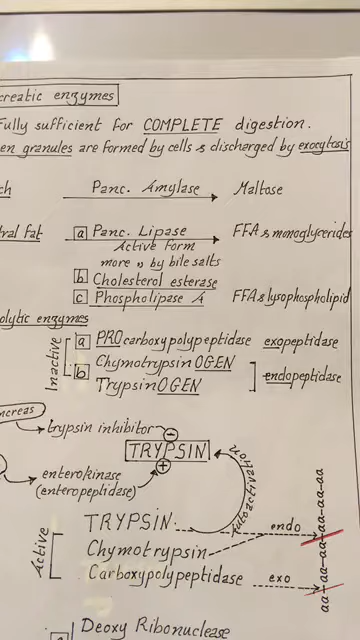 creatic enzymes
Fully sufficient for COMPLETE digestion.
en granules are formed by cells & discharged by exocytosis
ch Panc. Amylase Maltose
tral fat a Panc. Lipase FFA & monoglycerides
Active Form
more " by bile salts
b Cholesterol esterase
c Phospholipase A FFA & lysophospholipid
olytic enzymes
Inactive a PROcarboxypolypeptidase exopeptidase
b ChymotrypsinOGEN endopeptidase
TrypsinOGEN
ncreas
trypsin inhibitor −
TRYPSIN
+
enterokinase
(enteropeptidase)
Autoactivation
Active TRYPSIN endo
Chymotrypsin
Carboxypolypeptidase exo
aa-aa-aa-aa-aa-aa-aa
Deoxy Ribonuclease